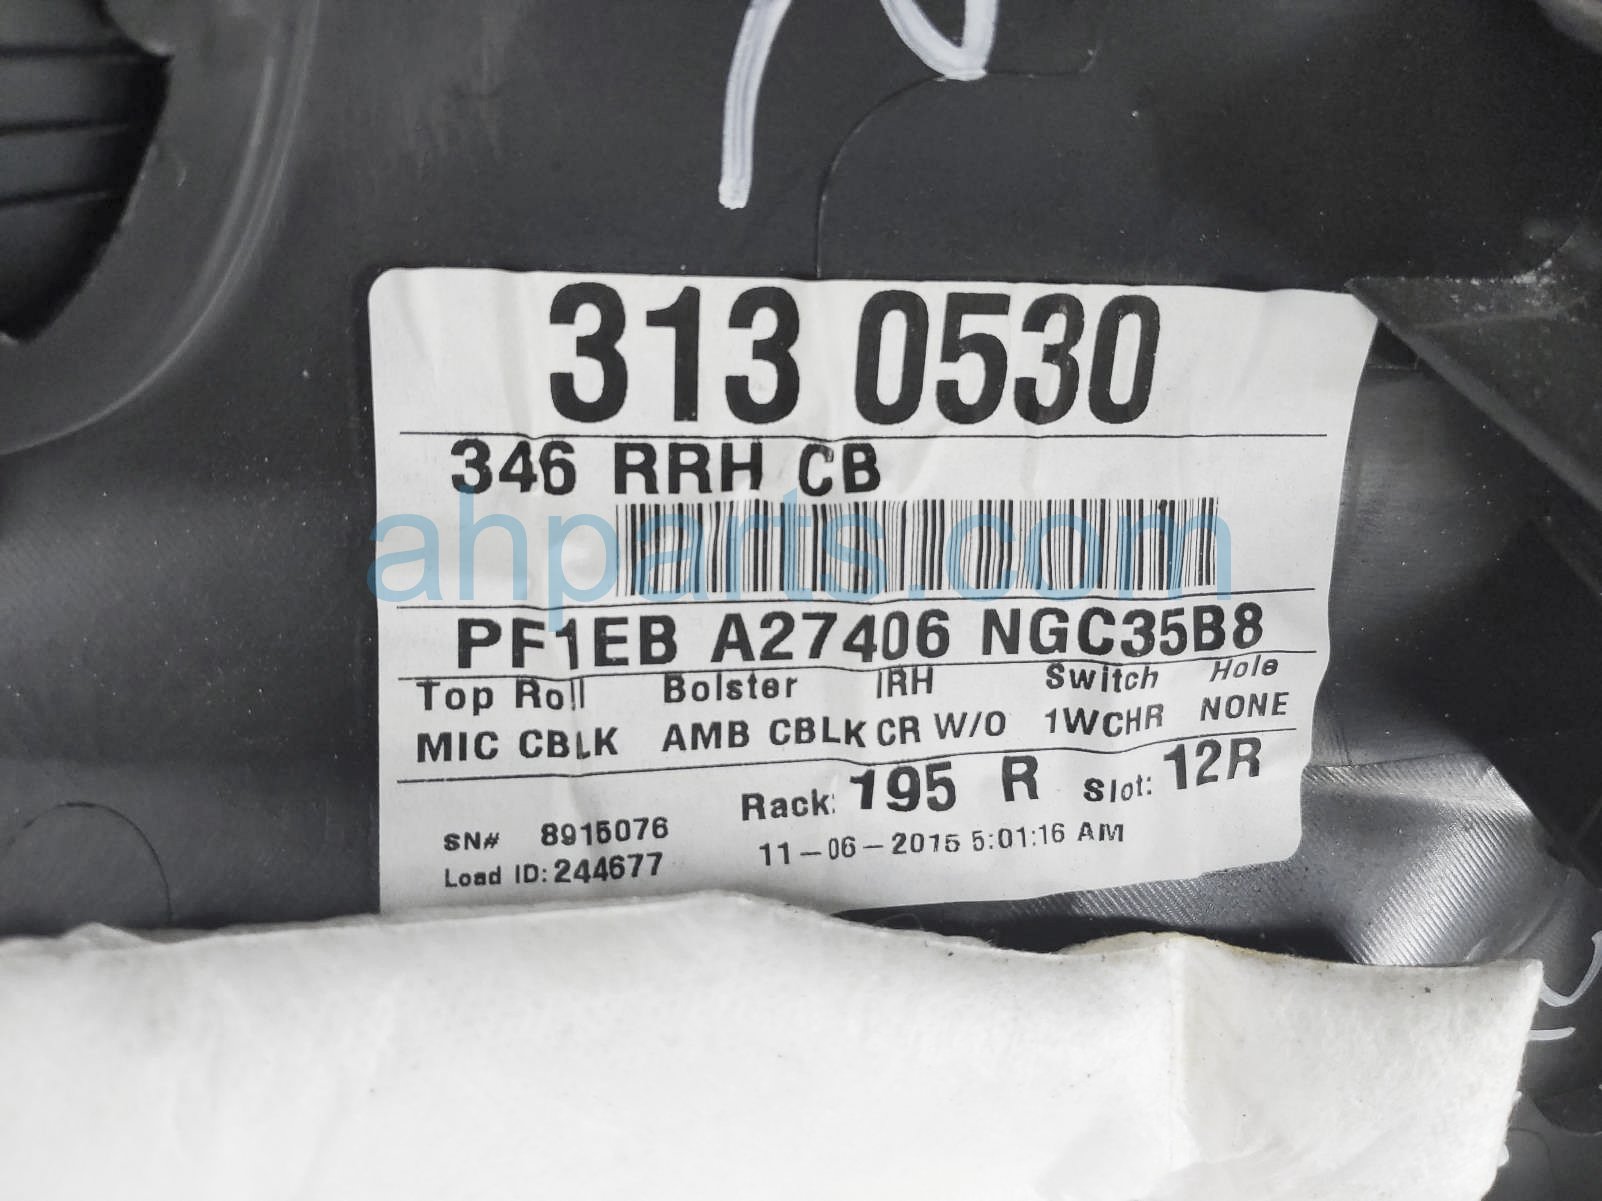 313 0530
346 RRH CB
ahparts.com
PF1EB A27406 NGC35B8
Top Roll Bolster IRH Switch Hole
MIC CBLK AMB CBLK CR W/O 1WCHR NONE
Rack: 195 R Slot: 12R
SN# 8915076
Load ID: 244677
11-06-2015 5:01:16 AM